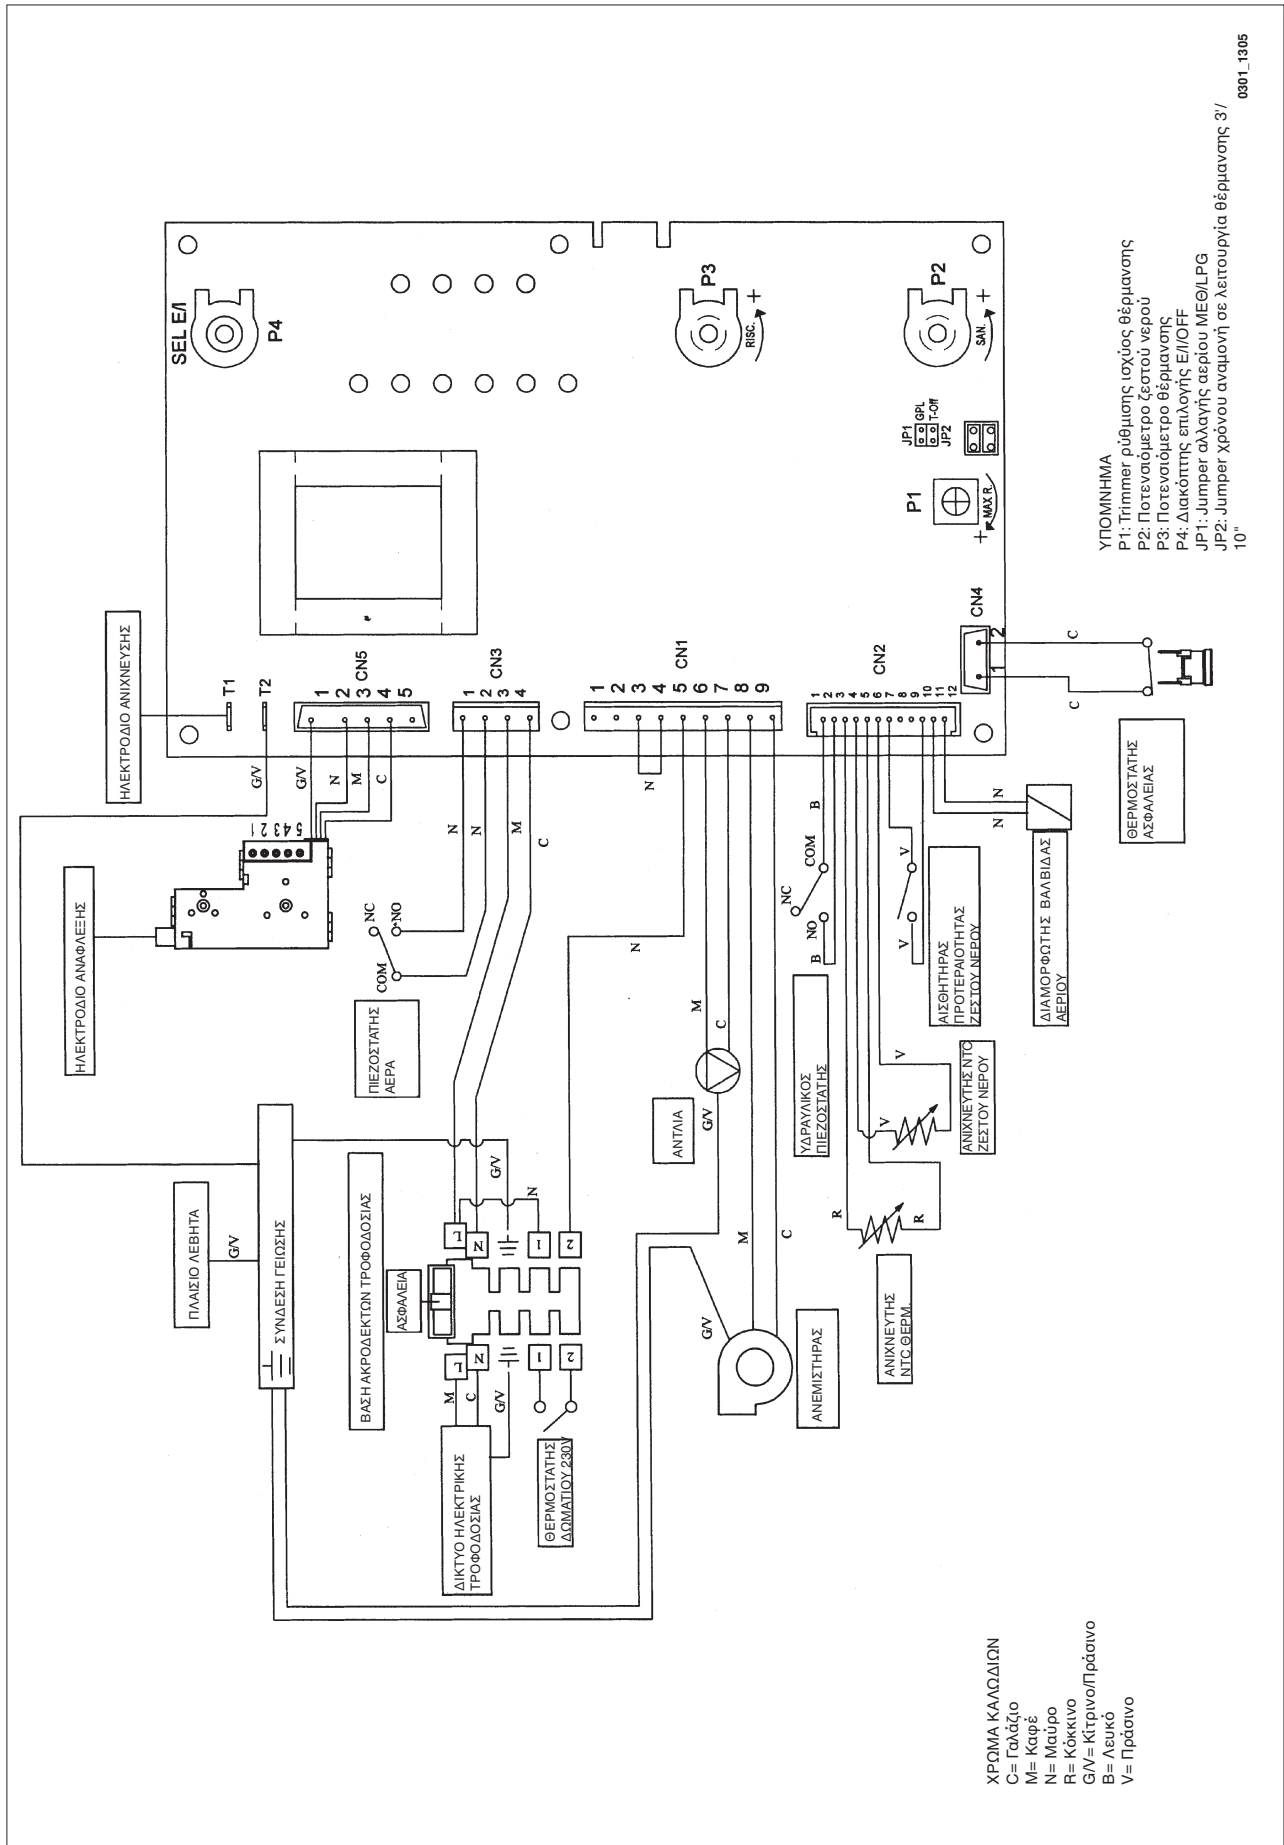 0301_1305
SEL E/I
P4
P3
RISC.
+
P2
SAN.
+
JP1
GPL
T-Off
JP2
P1
MAX R.
+
ΗΛΕΚΤΡΟΔΙΟ ΑΝΙΧΝΕΥΣΗΣ
T1
T2
CN5
1
2
3
4
5
CN3
1
2
3
4
CN1
1
2
3
4
5
6
7
8
9
CN2
1
2
3
4
5
6
7
8
9
10
11
12
CN4
1
2
G/V
G/V
N
M
C
5 4 3 2 1
ΗΛΕΚΤΡΟΔΙΟ ΑΝΑΦΛΕΞΗΣ
NC
NO
COM
N
N
M
C
ΠΙΕΖΟΣΤΑΤΗΣ
ΑΕΡΑ
N
N
M
C
G/V
ΑΝΤΛΙΑ
B
COM
NC
NO
B
ΥΔΡΑΥΛΙΚΟΣ
ΠΙΕΖΟΣΤΑΤΗΣ
V
V
ΑΙΣΘΗΤΗΡΑΣ
ΠΡΟΤΕΡΑΙΟΤΗΤΑΣ
ΖΕΣΤΟΥ ΝΕΡΟΥ
N
N
ΔΙΑΜΟΡΦΩΤΗΣ ΒΑΛΒΙΔΑΣ
ΑΕΡΙΟΥ
C
C
ΘΕΡΜΟΣΤΑΤΗΣ
ΑΣΦΑΛΕΙΑΣ
V
V
ΑΝΙΧΝΕΥΤΗΣ NTC
ΖΕΣΤΟΥ ΝΕΡΟΥ
R
R
ΑΝΙΧΝΕΥΤΗΣ
NTC ΘΕΡΜ.
M
C
G/V
ΑΝΕΜΙΣΤΗΡΑΣ
ΠΛΑΙΣΙΟ ΛΕΒΗΤΑ
G/V
ΣΥΝΔΕΣΗ ΓΕΙΩΣΗΣ
ΒΑΣΗ ΑΚΡΟΔΕΚΤΩΝ ΤΡΟΦΟΔΟΣΙΑΣ
ΑΣΦΑΛΕΙΑ
G/V
N
L
N
1
2
L
N
1
2
M
C
G/V
ΔΙΚΤΥΟ ΗΛΕΚΤΡΙΚΗΣ
ΤΡΟΦΟΔΟΣΙΑΣ
ΘΕΡΜΟΣΤΑΤΗΣ
ΔΩΜΑΤΙΟΥ 230V
ΥΠΟΜΝΗΜΑ
P1: Trimmer ρύθμισης ισχύος θέρμανσης
P2: Ποτενσιόμετρο ζεστού νερού
P3: Ποτενσιόμετρο θέρμανσης
P4: Διακόπτης επιλογής E/I/OFF
JP1: Jumper αλλαγής αερίου ΜΕΘ/LPG
JP2: Jumper χρόνου αναμονή σε λειτουργία θέρμανσης 3'/
10"
ΧΡΩΜΑ ΚΑΛΩΔΙΩΝ
C= Γαλάζιο
M= Καφέ
N= Μαύρο
R= Κόκκινο
G/V= Κίτρινο/Πράσινο
B= Λευκό
V= Πράσινο